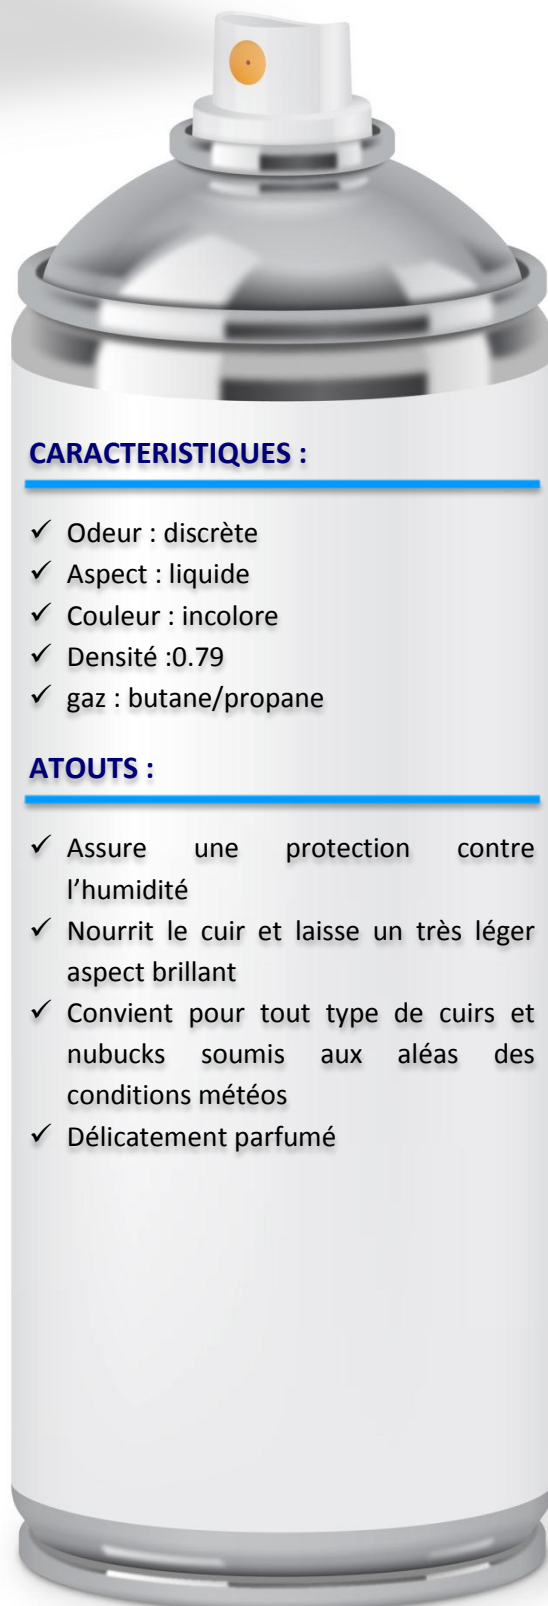 CARACTERISTIQUES :
✓ Odeur : discrète
✓ Aspect : liquide
✓ Couleur : incolore
✓ Densité :0.79
✓ gaz : butane/propane
ATOUTS :
✓ Assure une protection contre
l’humidité
✓ Nourrit le cuir et laisse un très léger
aspect brillant
✓ Convient pour tout type de cuirs et
nubucks soumis aux aléas des
conditions météos
✓ Délicatement parfumé